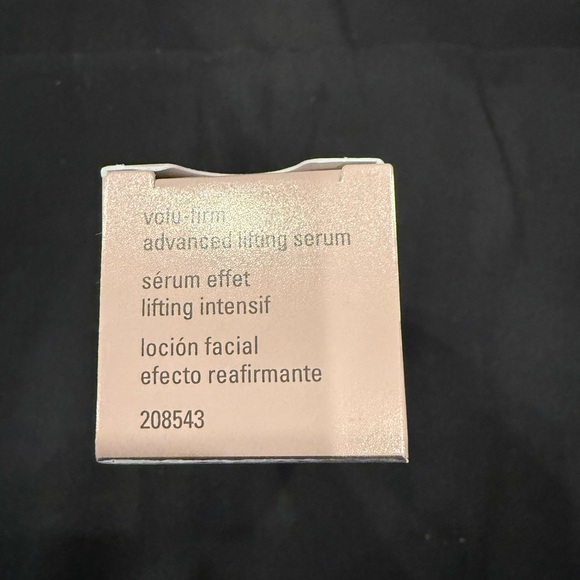 volu-firm
advanced lifting serum
sérum effet
lifting intensif
loción facial
efecto reafirmante
208543